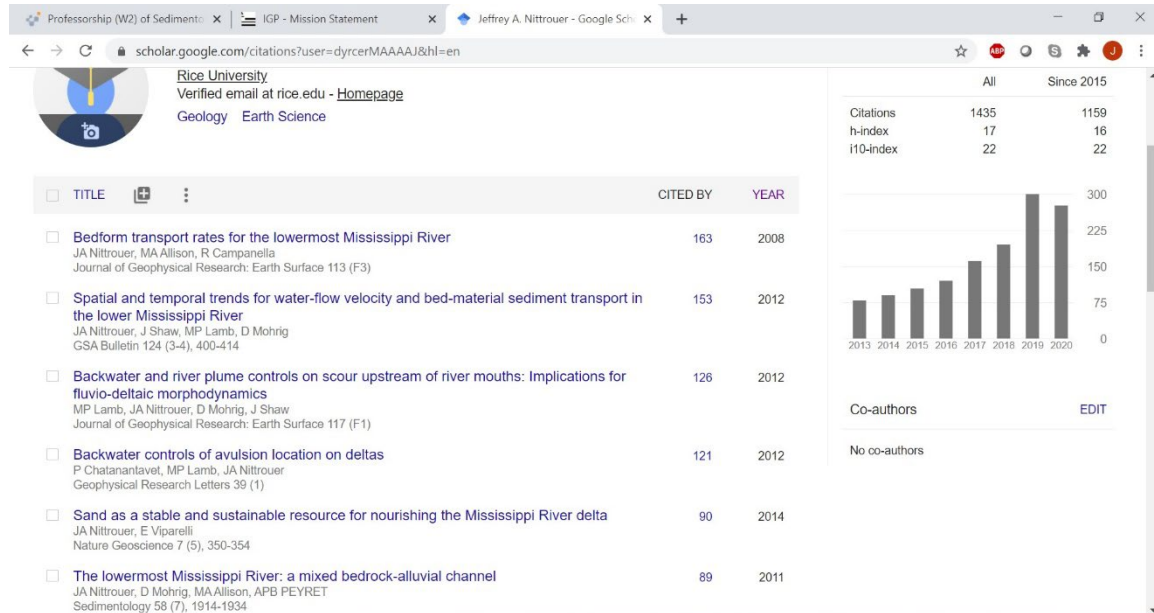 Professorship (W2) of Sedimento
IGP - Mission Statement
Jeffrey A. Nittrouer - Google Scho
scholar.google.com/citations?user=dyrcerMAAAAJ&hl=en
ABP
S
J
Rice University
Verified email at rice.edu - Homepage
Geology Earth Science
All Since 2015
Citations 1435 1159
h-index 17 16
i10-index 22 22
TITLE CITED BY YEAR
Bedform transport rates for the lowermost Mississippi River 163 2008
JA Nittrouer, MA Allison, R Campanella
Journal of Geophysical Research: Earth Surface 113 (F3)
Spatial and temporal trends for water-flow velocity and bed-material sediment transport in 153 2012
the lower Mississippi River
JA Nittrouer, J Shaw, MP Lamb, D Mohrig
GSA Bulletin 124 (3-4), 400-414
Backwater and river plume controls on scour upstream of river mouths: Implications for 126 2012
fluvio-deltaic morphodynamics
MP Lamb, JA Nittrouer, D Mohrig, J Shaw
Journal of Geophysical Research: Earth Surface 117 (F1)
Backwater controls of avulsion location on deltas 121 2012
P Chatanantavet, MP Lamb, JA Nittrouer
Geophysical Research Letters 39 (1)
Sand as a stable and sustainable resource for nourishing the Mississippi River delta 90 2014
JA Nittrouer, E Viparelli
Nature Geoscience 7 (5), 350-354
The lowermost Mississippi River: a mixed bedrock-alluvial channel 89 2011
JA Nittrouer, D Mohrig, MA Allison, APB PEYRET
Sedimentology 58 (7), 1914-1934
300
225
150
75
0
2013 2014 2015 2016 2017 2018 2019 2020
Co-authors EDIT
No co-authors